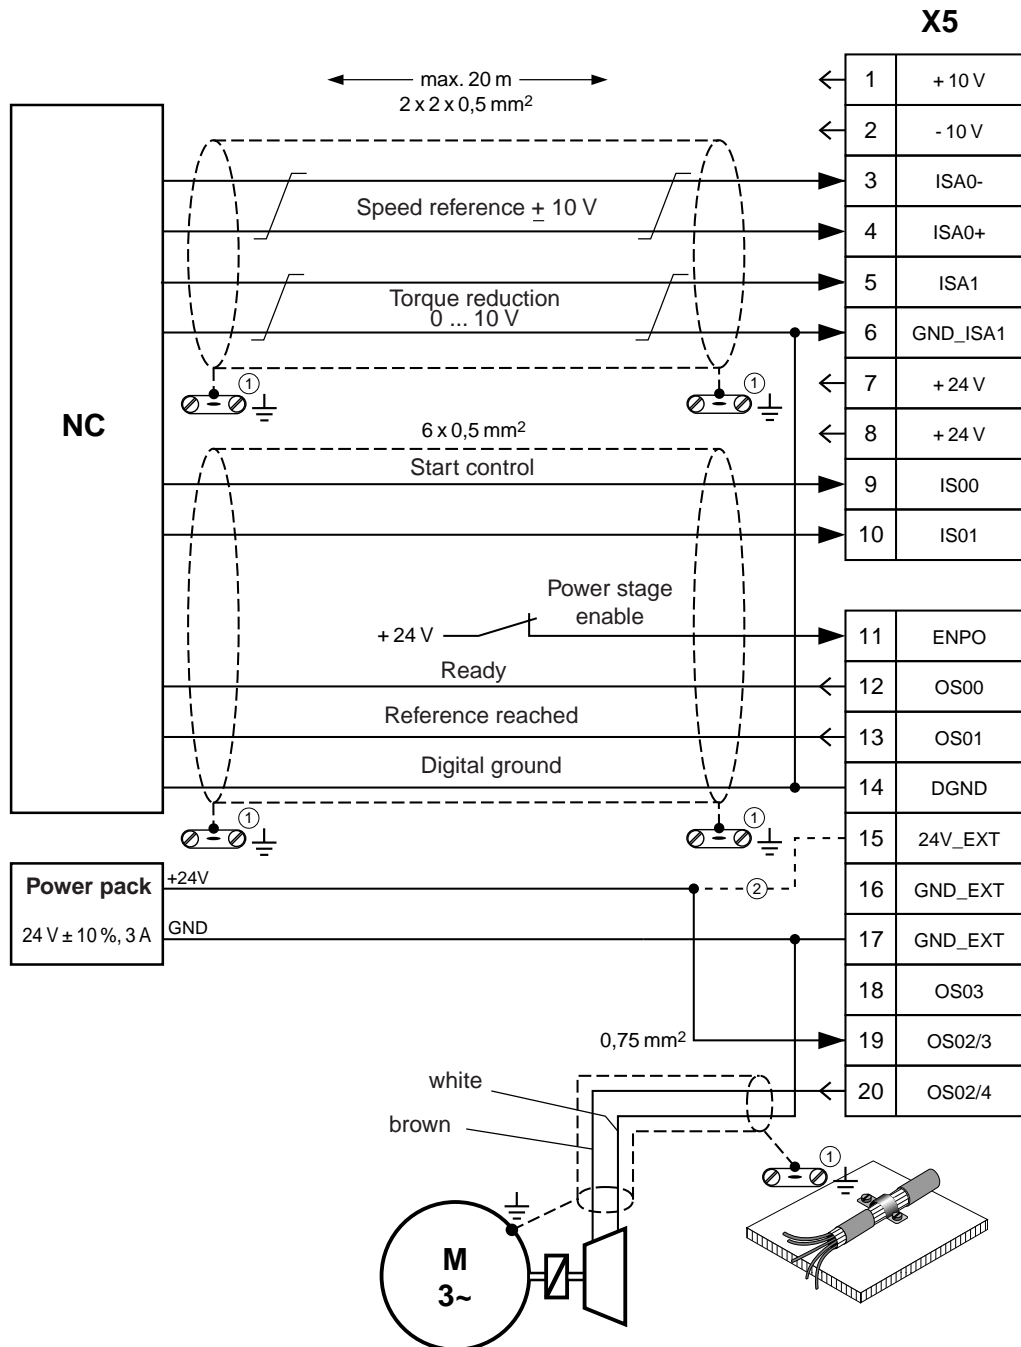 X5
max. 20 m
2 x 2 x 0,5 mm²
1 + 10 V
2 - 10 V
3 ISA0-
Speed reference ± 10 V
4 ISA0+
5 ISA1
Torque reduction
0 ... 10 V
6 GND_ISA1
1
1
7 + 24 V
NC
6 x 0,5 mm²
8 + 24 V
Start control
9 IS00
10 IS01
Power stage
enable
+ 24 V
11 ENPO
Ready
12 OS00
Reference reached
13 OS01
Digital ground
14 DGND
1
1
15 24V_EXT
Power pack
+24V
2
16 GND_EXT
24 V ± 10 %, 3 A
GND
17 GND_EXT
18 OS03
0,75 mm²
19 OS02/3
white
20 OS02/4
brown
1
M
3~